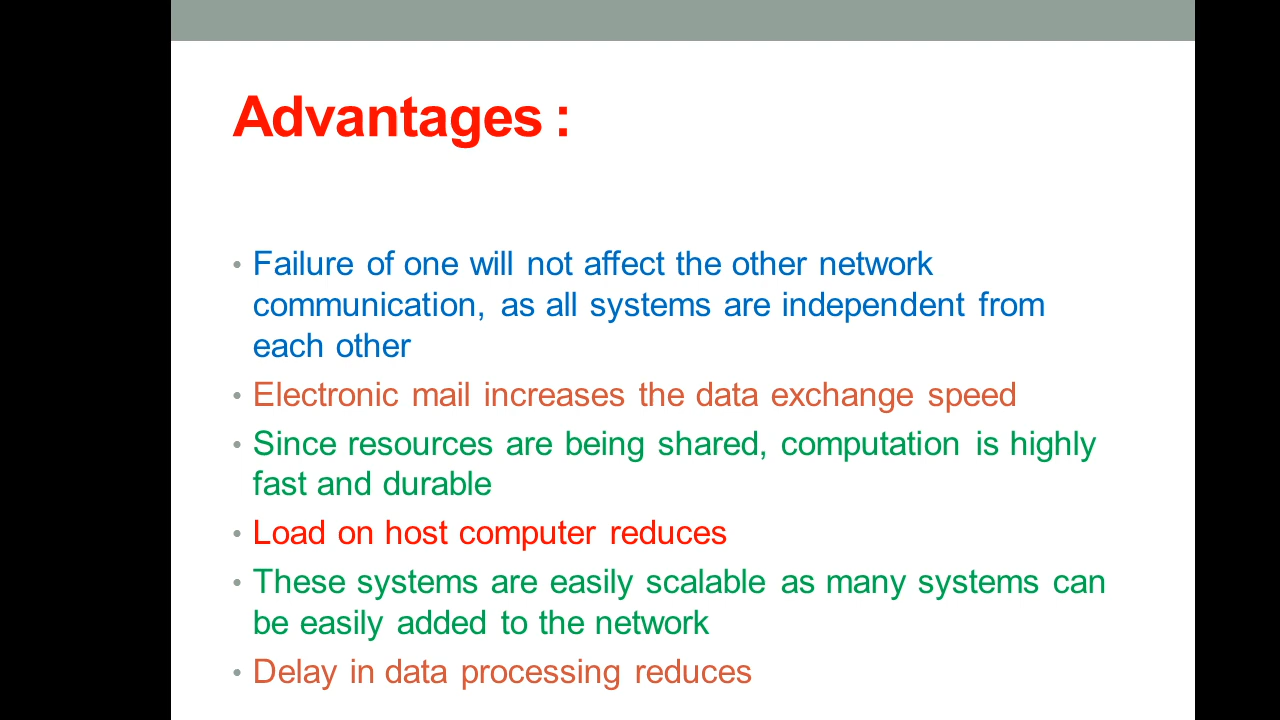 Advantages :
• Failure of one will not affect the other network
communication, as all systems are independent from
each other
• Electronic mail increases the data exchange speed
• Since resources are being shared, computation is highly
fast and durable
• Load on host computer reduces
• These systems are easily scalable as many systems can
be easily added to the network
• Delay in data processing reduces